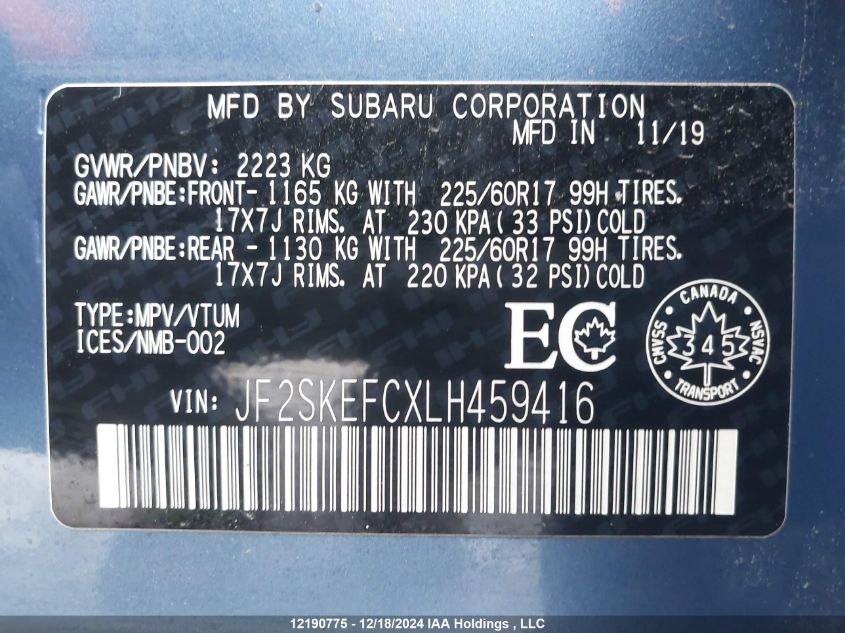 MFD BY SUBARU CORPORATION
MFD IN 11/19
GVWR/PNBV: 2223 KG
GAWR/PNBE:FRONT- 1165 KG WITH 225/60R17 99H TIRES.
17X7J RIMS. AT 230 KPA(33 PSI)COLD
GAWR/PNBE:REAR - 1130 KG WITH 225/60R17 99H TIRES.
17X7J RIMS. AT 220 KPA(32 PSI)COLD
TYPE:MPV/VTUM
ICES/NMB-002
EC
CANADA
CMVSS
NSVAC
345
TRANSPORT
VIN: JF2SKEFCXLH459416
12190775 - 12/18/2024 IAA Holdings , LLC